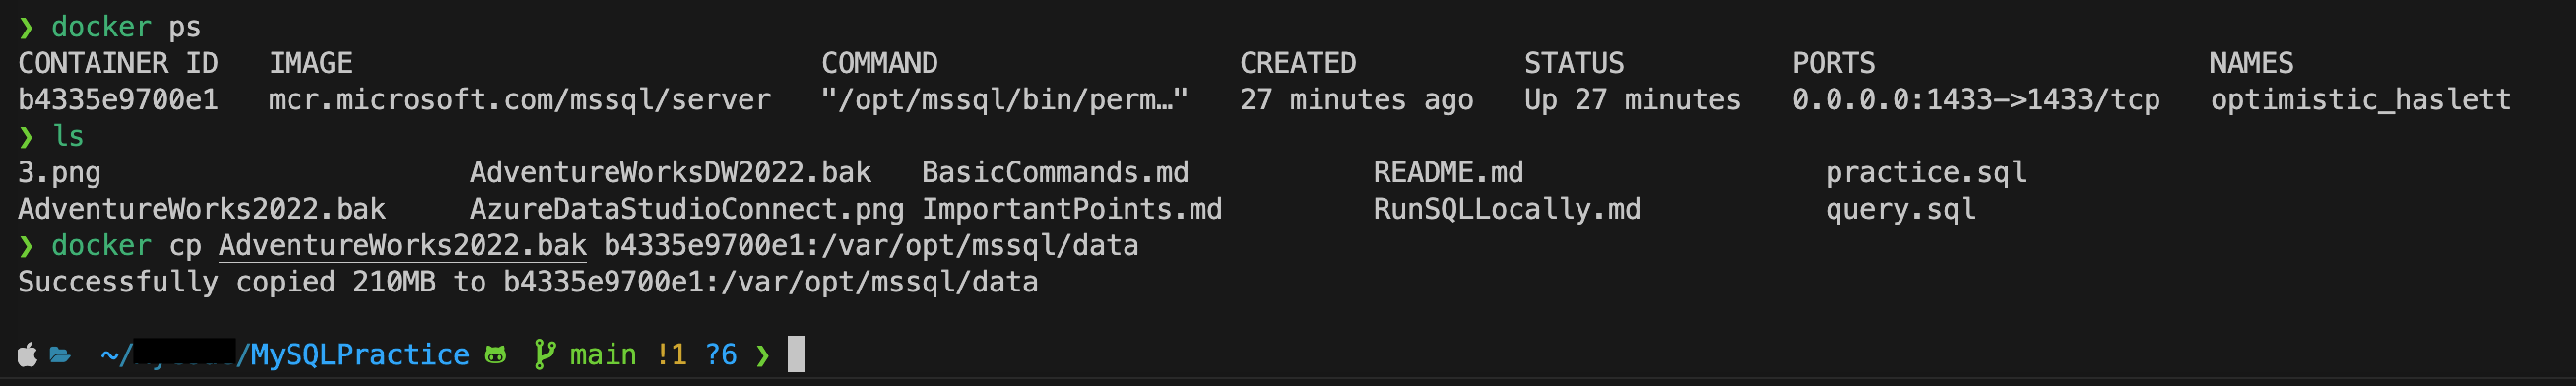 ❯ docker ps
CONTAINER ID   IMAGE                            COMMAND                  CREATED          STATUS          PORTS                    NAMES
b4335e9700e1   mcr.microsoft.com/mssql/server   "/opt/mssql/bin/perm…"   27 minutes ago   Up 27 minutes   0.0.0.0:1433->1433/tcp   optimistic_haslett
❯ ls
3.png                      AdventureWorksDW2022.bak   BasicCommands.md           README.md                  practice.sql
AdventureWorks2022.bak     AzureDataStudioConnect.png ImportantPoints.md         RunSQLLocally.md           query.sql
❯ docker cp AdventureWorks2022.bak b4335e9700e1:/var/opt/mssql/data
Successfully copied 210MB to b4335e9700e1:/var/opt/mssql/data
~/ /MySQLPractice main !1 ?6 ❯